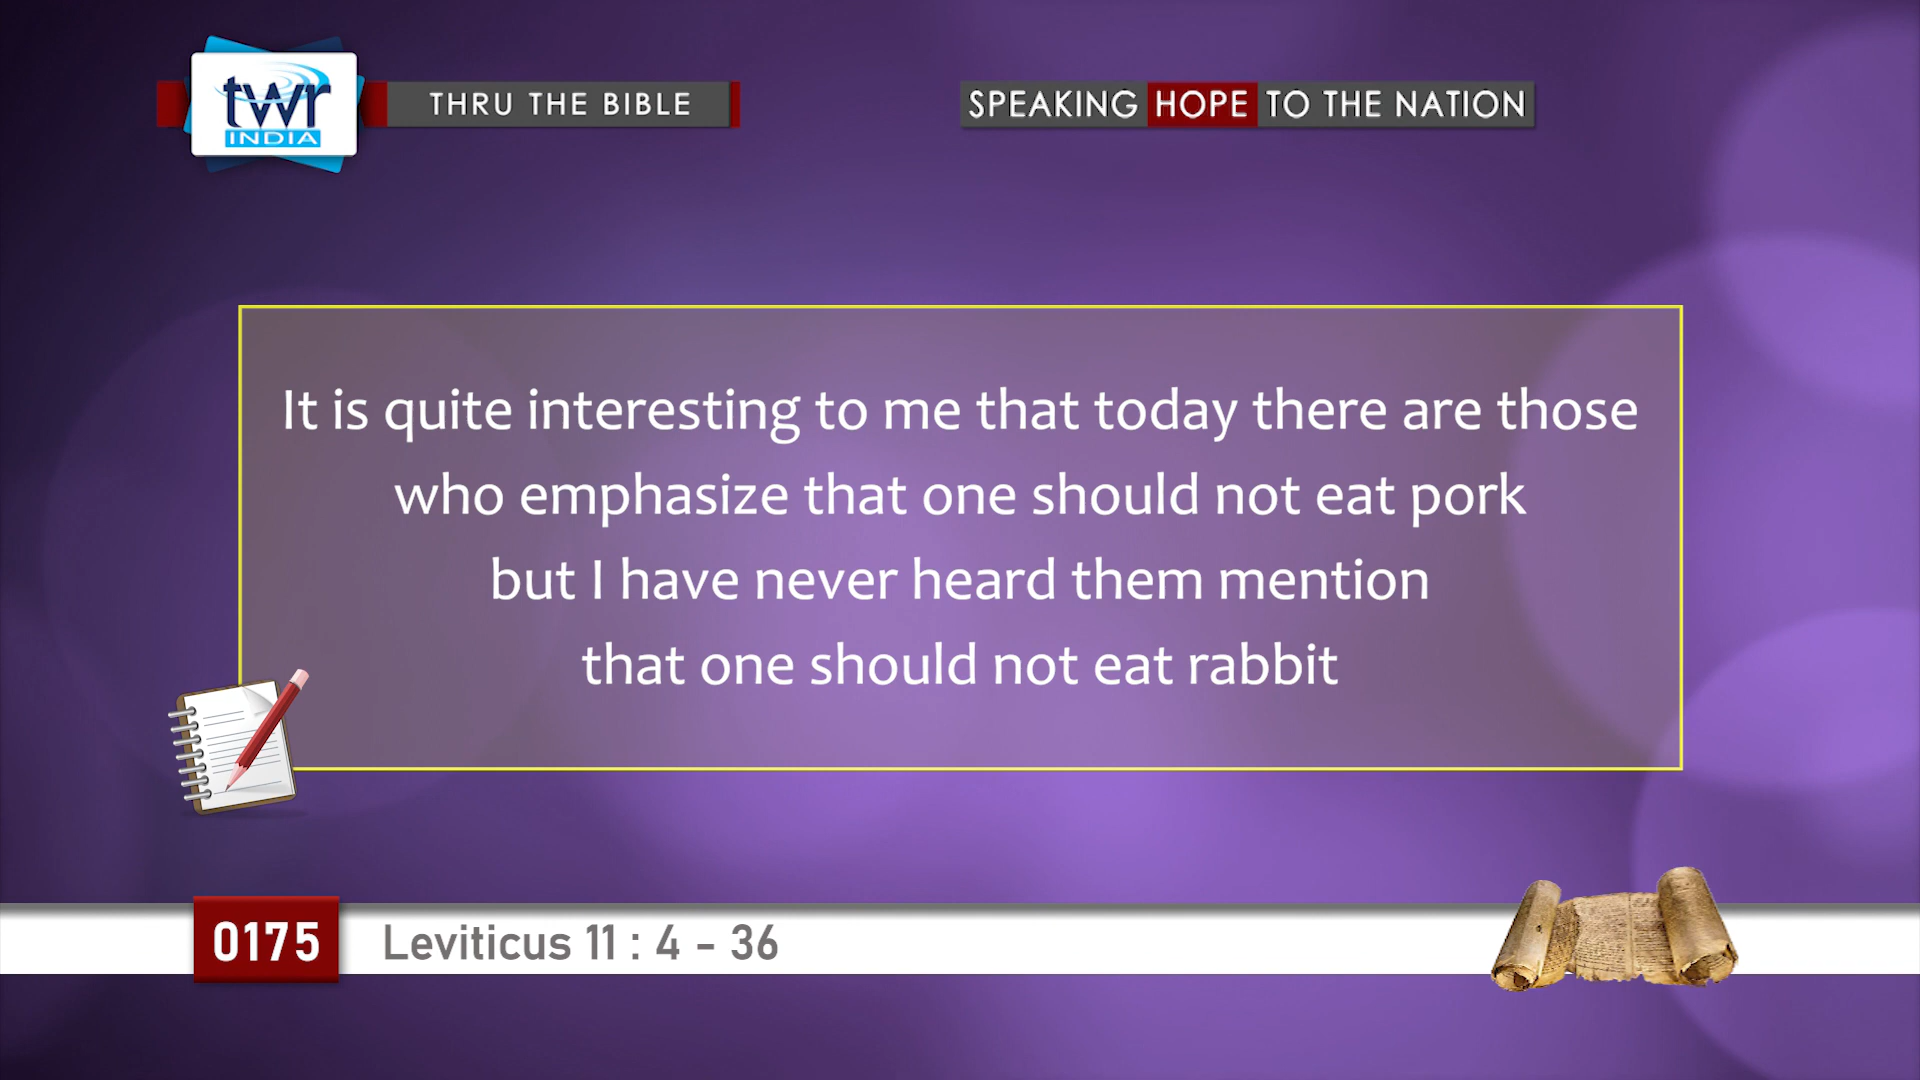 twr
INDIA
THRU THE BIBLE
SPEAKING HOPE TO THE NATION
It is quite interesting to me that today there are those
who emphasize that one should not eat pork
but I have never heard them mention
that one should not eat rabbit
0175
Leviticus 11 : 4 - 36